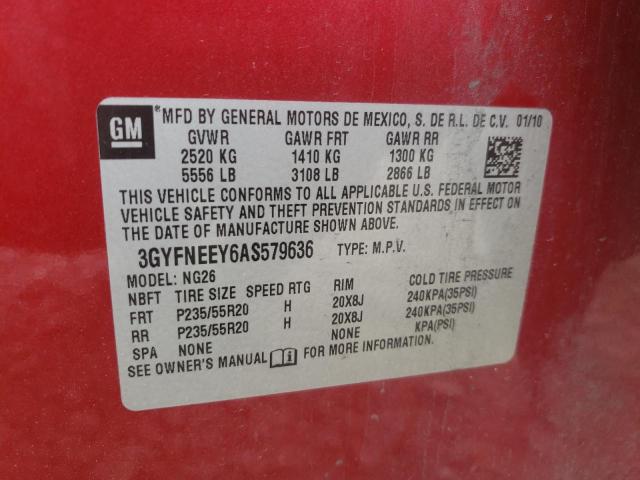 GM
*MFD BY GENERAL MOTORS DE MEXICO, S. DE R.L. DE C.V. 01/10
GVWR GAWR FRT GAWR RR
2520 KG 1410 KG 1300 KG
5556 LB 3108 LB 2866 LB
THIS VEHICLE CONFORMS TO ALL APPLICABLE U.S. FEDERAL MOTOR
VEHICLE SAFETY AND THEFT PREVENTION STANDARDS IN EFFECT ON
THE DATE OF MANUFACTURE SHOWN ABOVE.
3GYFNEEY6AS579636 TYPE: M.P.V.
MODEL: NG26
NBFT TIRE SIZE SPEED RTG RIM COLD TIRE PRESSURE
FRT P235/55R20 H 20X8J 240KPA(35PSI)
RR P235/55R20 H 20X8J 240KPA(35PSI)
SPA NONE NONE KPA(PSI)
SEE OWNER'S MANUAL FOR MORE INFORMATION.